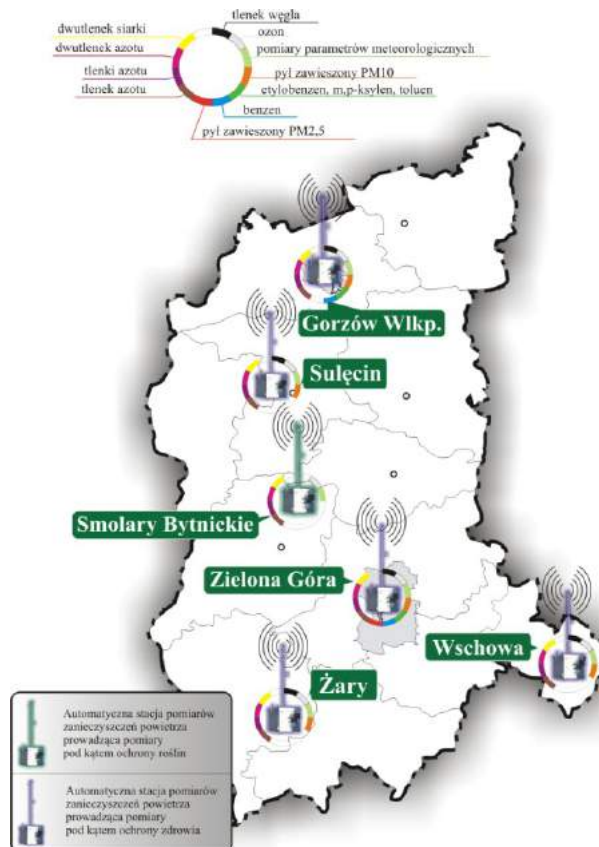 tlenek węgla
dwutlenek siarki
ozon
dwutlenek azotu
pomiary parametrów meteorologicznych
tlenki azotu
pył zawieszony PM10
tlenek azotu
etylobenzen, m,p-ksylen, toluen
benzen
pył zawieszony PM2,5
Gorzów Wlkp.
Sulęcin
Smolary Bytnickie
Zielona Góra
Wschowa
Żary
Automatyczna stacja pomiarów
zanieczyszczeń powietrza
prowadząca pomiary
pod kątem ochrony roślin
Automatyczna stacja pomiarów
zanieczyszczeń powietrza
prowadząca pomiary
pod kątem ochrony zdrowia